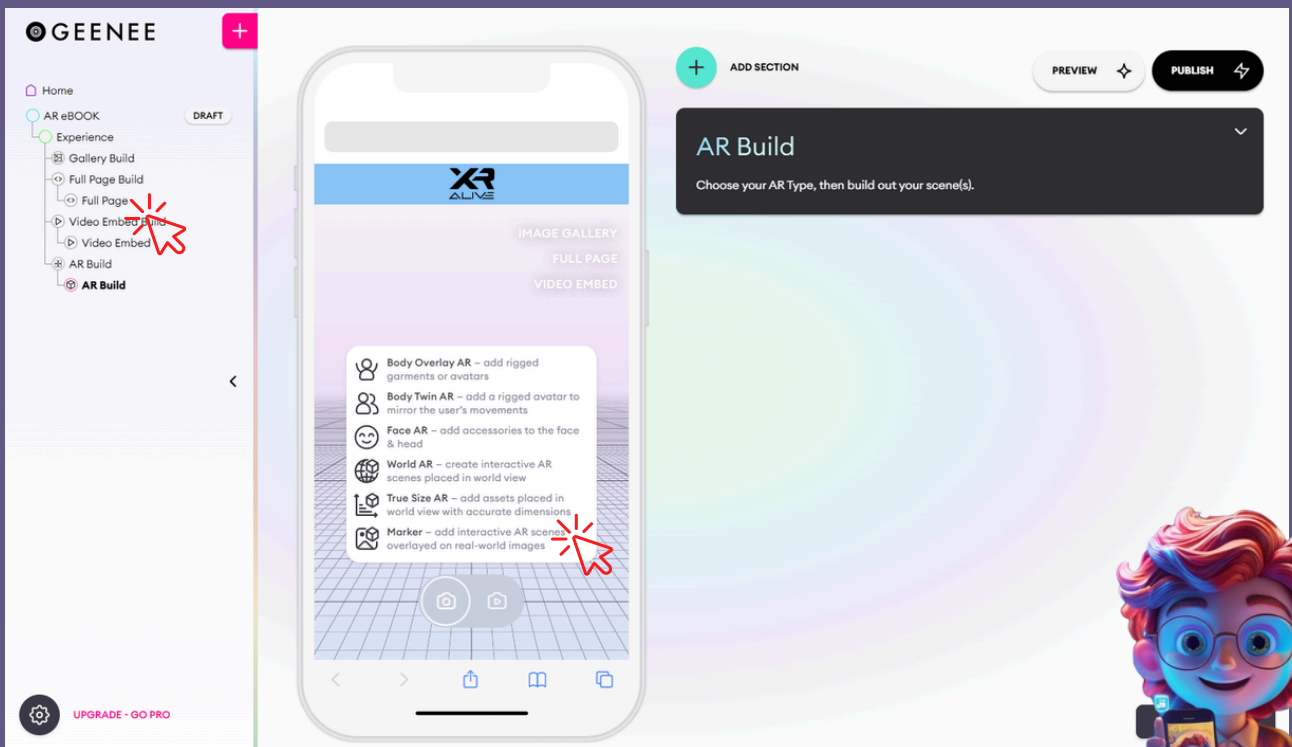 GEENEE
Home
AR eBOOK
DRAFT
Experience
Gallery Build
Full Page Build
Full Page
Video Embed Build
Video Embed
AR Build
AR Build
UPGRADE - GO PRO
XR
ALIVE
IMAGE GALLERY
FULL PAGE
VIDEO EMBED
Body Overlay AR – add rigged
garments or avatars
Body Twin AR – add a rigged avatar to
mirror the user's movements
Face AR – add accessories to the face
& head
World AR – create interactive AR
scenes placed in world view
True Size AR – add assets placed in
world view with accurate dimensions
Marker – add interactive AR scenes
overlayed on real-world images
ADD SECTION
PREVIEW
PUBLISH
AR Build
Choose your AR Type, then build out your scene(s).